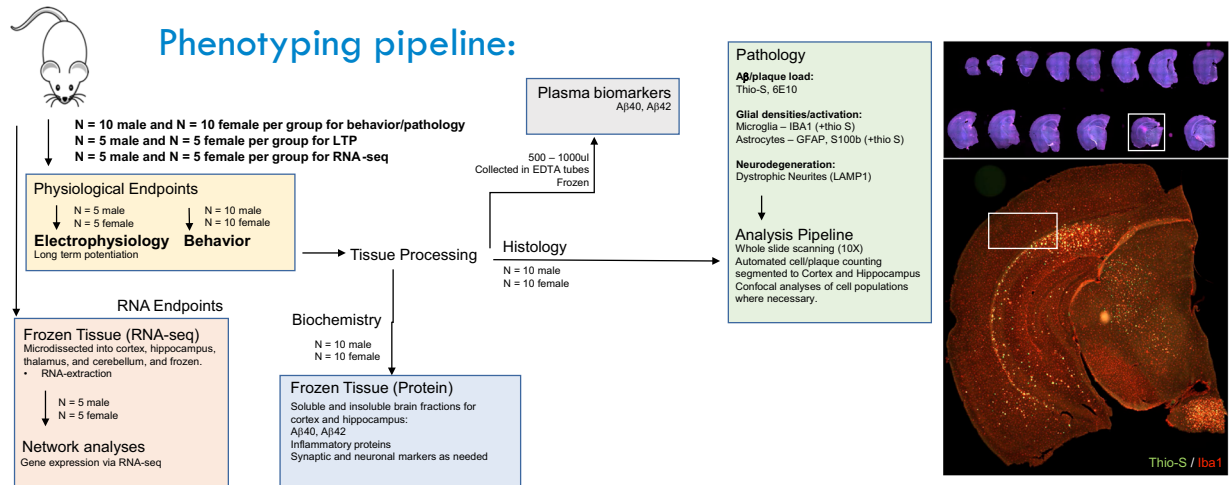 Phenotyping pipeline:
N = 10 male and N = 10 female per group for behavior/pathology
N = 5 male and N = 5 female per group for LTP
N = 5 male and N = 5 female per group for RNA-seq
Physiological Endpoints
N = 5 male
N = 5 female
N = 10 male
N = 10 female
Electrophysiology
Behavior
Long term potentiation
RNA Endpoints
Frozen Tissue (RNA-seq)
Microdissected into cortex, hippocampus,
thalamus, and cerebellum, and frozen.
• RNA-extraction
N = 5 male
N = 5 female
Network analyses
Gene expression via RNA-seq
Tissue Processing
Biochemistry
N = 10 male
N = 10 female
Frozen Tissue (Protein)
Soluble and insoluble brain fractions for
cortex and hippocampus:
Aβ40, Aβ42
Inflammatory proteins
Synaptic and neuronal markers as needed
Plasma biomarkers
Aβ40, Aβ42
500 – 1000ul
Collected in EDTA tubes
Frozen
Histology
N = 10 male
N = 10 female
Pathology
Aβ/plaque load:
Thio-S, 6E10
Glial densities/activation:
Microglia – IBA1 (+thio S)
Astrocytes – GFAP, S100b (+thio S)
Neurodegeneration:
Dystrophic Neurites (LAMP1)
Analysis Pipeline
Whole slide scanning (10X)
Automated cell/plaque counting
segmented to Cortex and Hippocampus
Confocal analyses of cell populations
where necessary.
Thio-S / Iba1